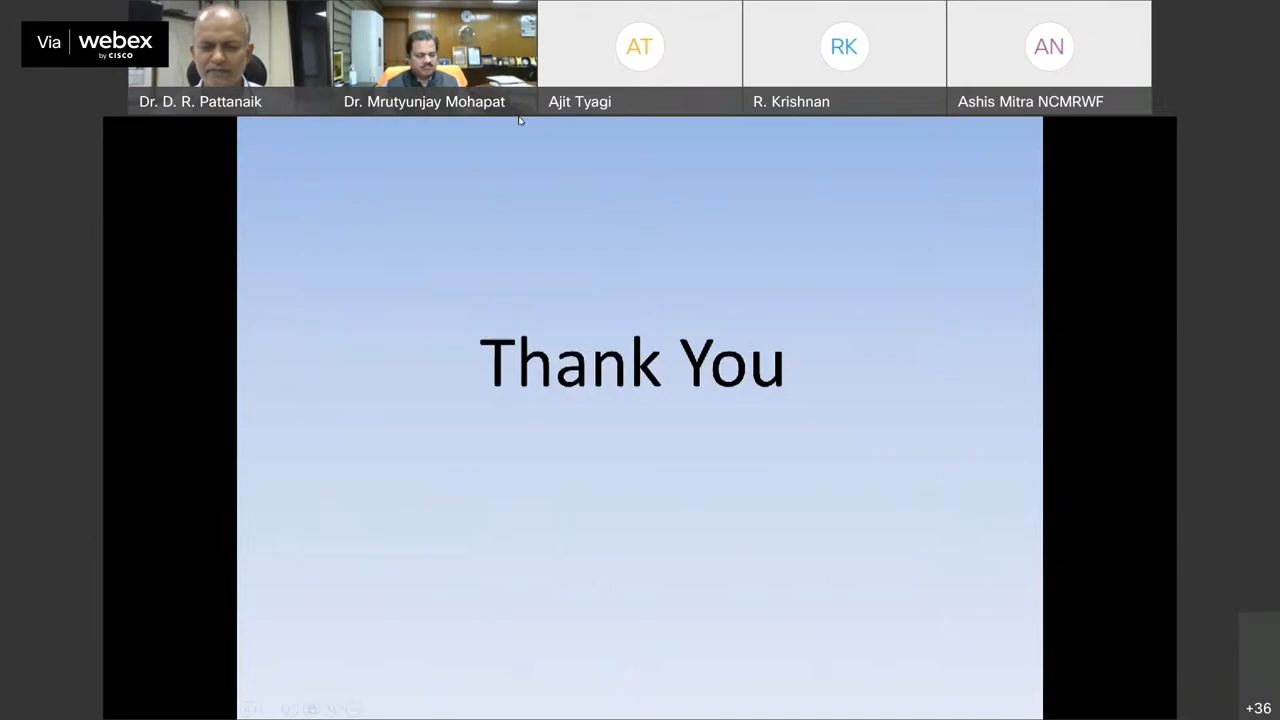 Via webex
by CISCO
AT
RK
AN
Dr. D. R. Pattanaik
Dr. Mrutyunjay Mohapat
Ajit Tyagi
R. Krishnan
Ashis Mitra NCMRWF
Thank You
+36